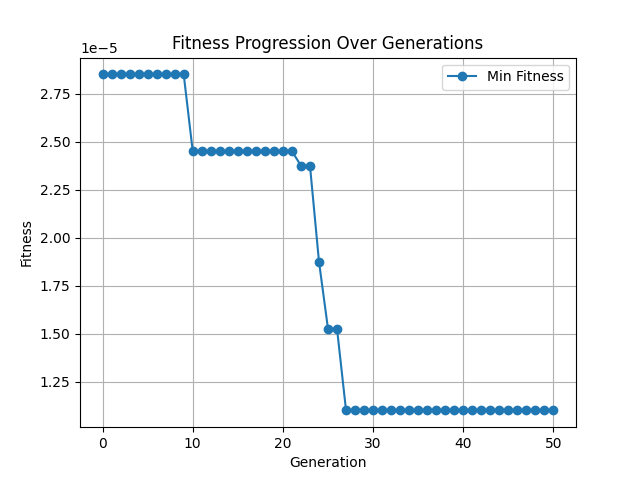 Fitness Progression Over Generations
1e−5
Min Fitness
2.75
2.50
2.25
2.00
1.75
1.50
1.25
Fitness
0 10 20 30 40 50
Generation